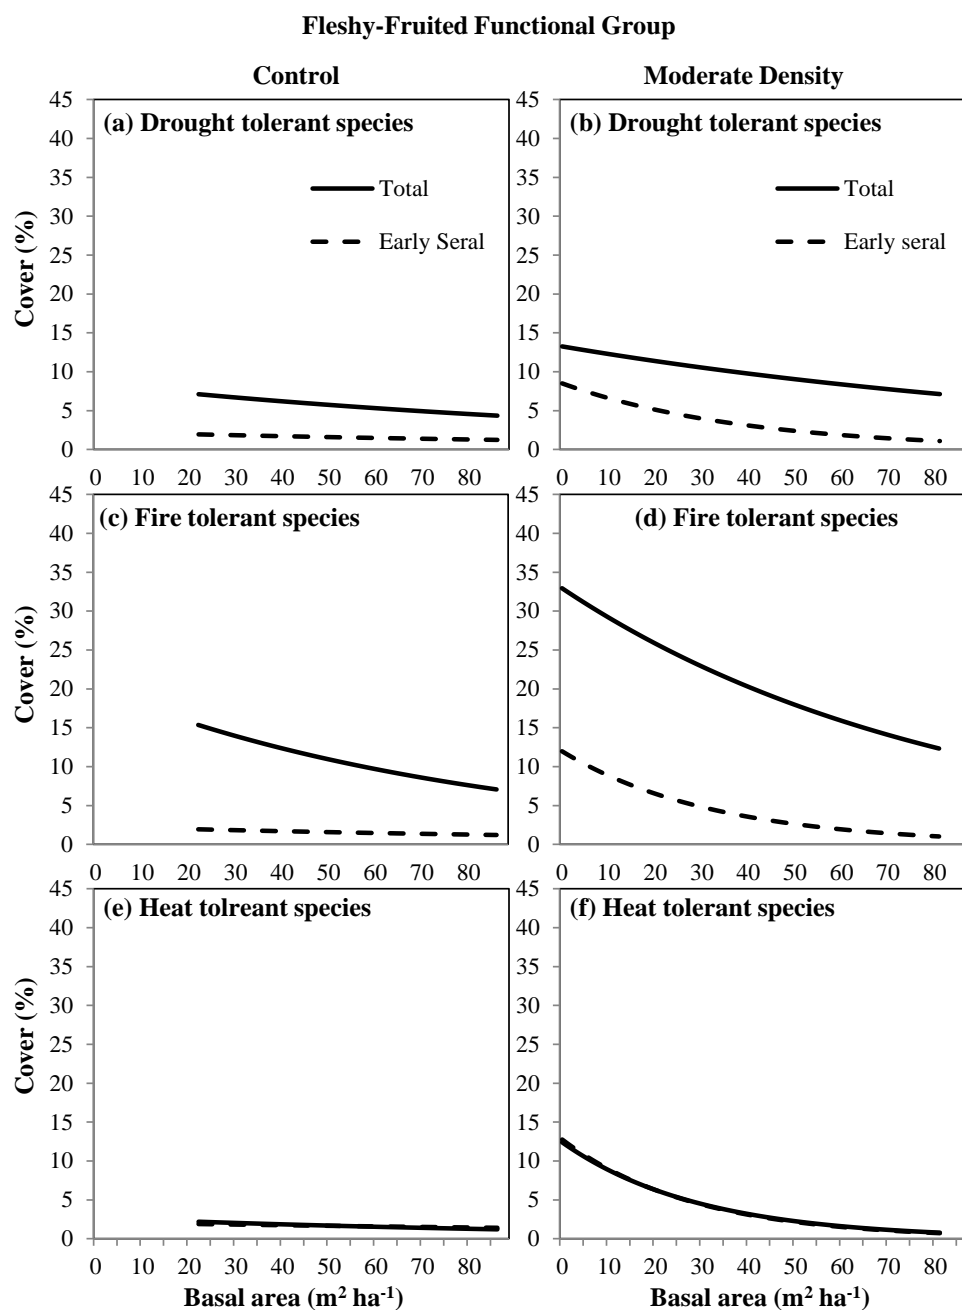 Fleshy-Fruited Functional Group
Control
Moderate Density
45
40
35
30
25
20
15
10
5
0
Cover (%)
(a) Drought tolerant species
Total
Early Seral
0 10 20 30 40 50 60 70 80
45
40
35
30
25
20
15
10
5
0
(b) Drought tolerant species
Total
Early seral
0 10 20 30 40 50 60 70 80
45
40
35
30
25
20
15
10
5
0
Cover (%)
(c) Fire tolerant species
0 10 20 30 40 50 60 70 80
45
40
35
30
25
20
15
10
5
0
(d) Fire tolerant species
0 10 20 30 40 50 60 70 80
45
40
35
30
25
20
15
10
5
0
Cover (%)
(e) Heat tolreant species
0 10 20 30 40 50 60 70 80
Basal area (m² ha⁻¹)
45
40
35
30
25
20
15
10
5
0
(f) Heat tolerant species
0 10 20 30 40 50 60 70 80
Basal area (m² ha⁻¹)